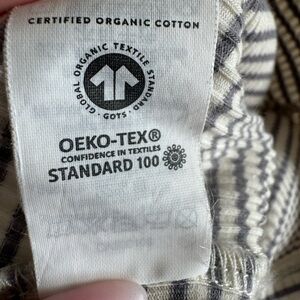 CERTIFIED ORGANIC COTTON
GLOBAL ORGANIC TEXTILE STANDARD
· GOTS ·
OEKO-TEX®
CONFIDENCE IN TEXTILES
STANDARD 100